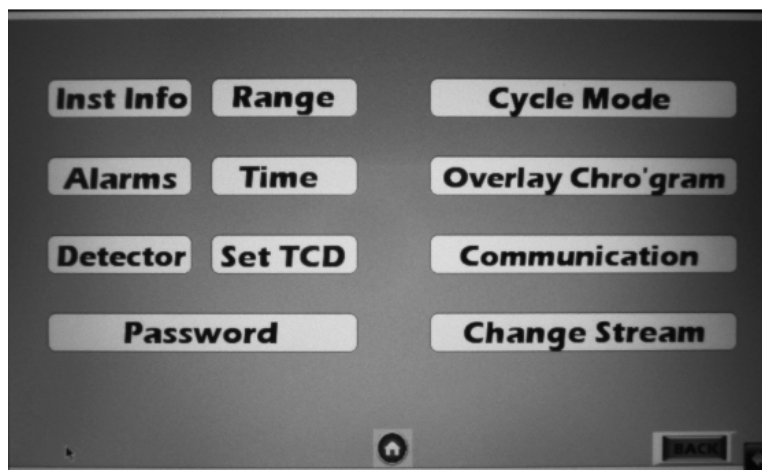 Inst Info Range Cycle Mode
Alarms Time Overlay Chro'gram
Detector Set TCD Communication
Password Change Stream
BACK